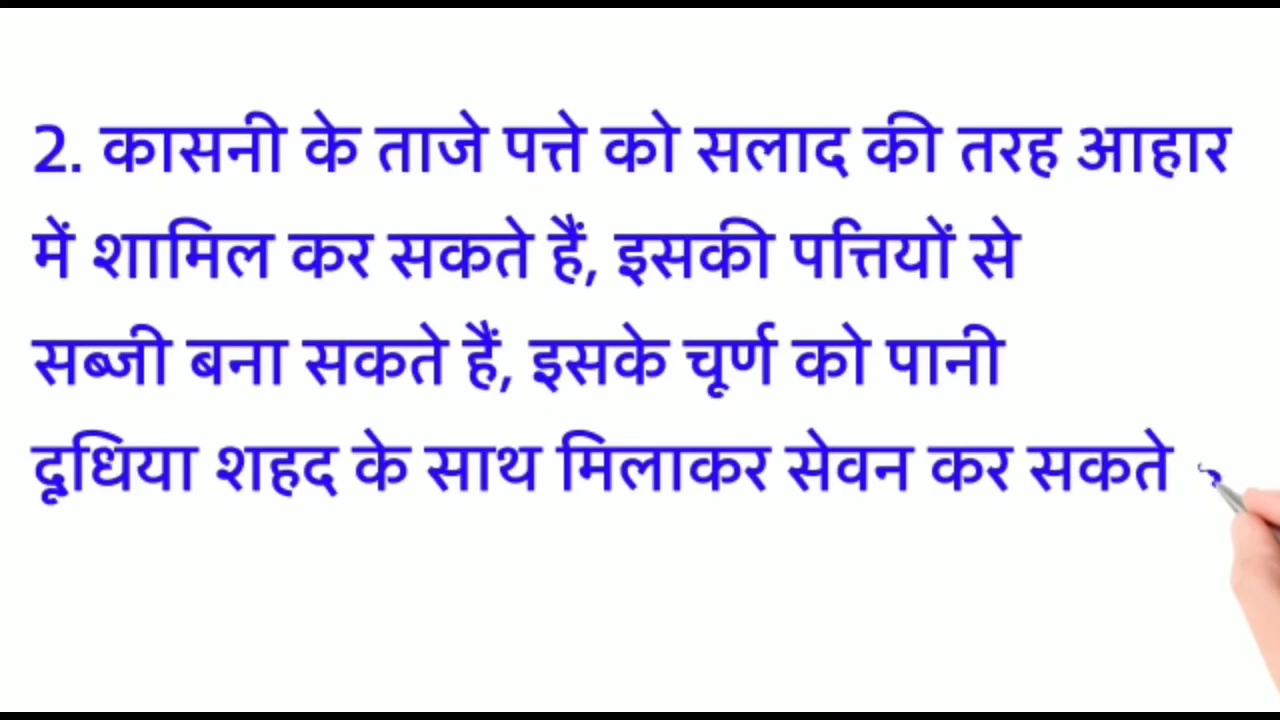 2. कासनी के ताजे पत्ते को सलाद की तरह आहार
में शामिल कर सकते हैं, इसकी पत्तियों से
सब्जी बना सकते हैं, इसके चूर्ण को पानी
दूधिया शहद के साथ मिलाकर सेवन कर सकते